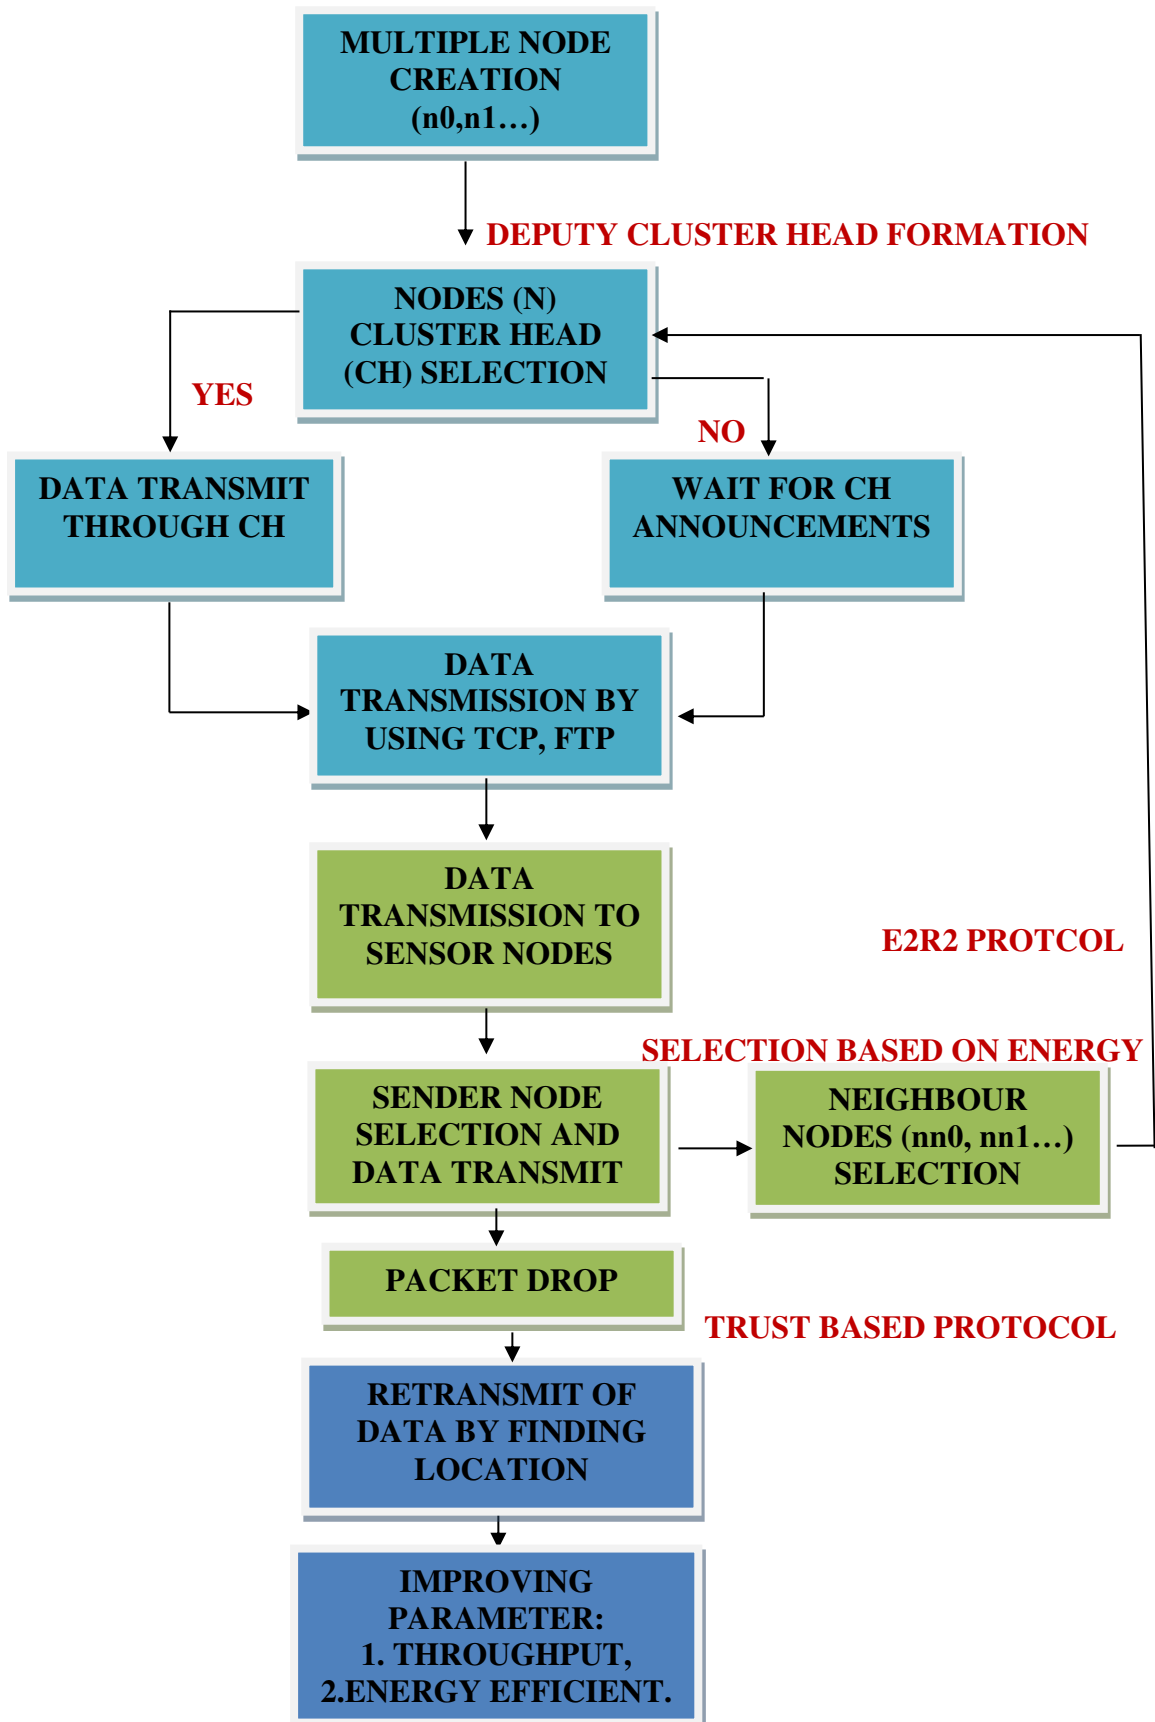 MULTIPLE NODE
CREATION
(n0,n1…)
DEPUTY CLUSTER HEAD FORMATION
NODES (N)
CLUSTER HEAD
(CH) SELECTION
YES
NO
DATA TRANSMIT
THROUGH CH
WAIT FOR CH
ANNOUNCEMENTS
DATA
TRANSMISSION BY
USING TCP, FTP
DATA
TRANSMISSION TO
SENSOR NODES
E2R2 PROTCOL
SELECTION BASED ON ENERGY
SENDER NODE
SELECTION AND
DATA TRANSMIT
NEIGHBOUR
NODES (nn0, nn1…)
SELECTION
PACKET DROP
TRUST BASED PROTOCOL
RETRANSMIT OF
DATA BY FINDING
LOCATION
IMPROVING
PARAMETER:
1. THROUGHPUT,
2.ENERGY EFFICIENT.